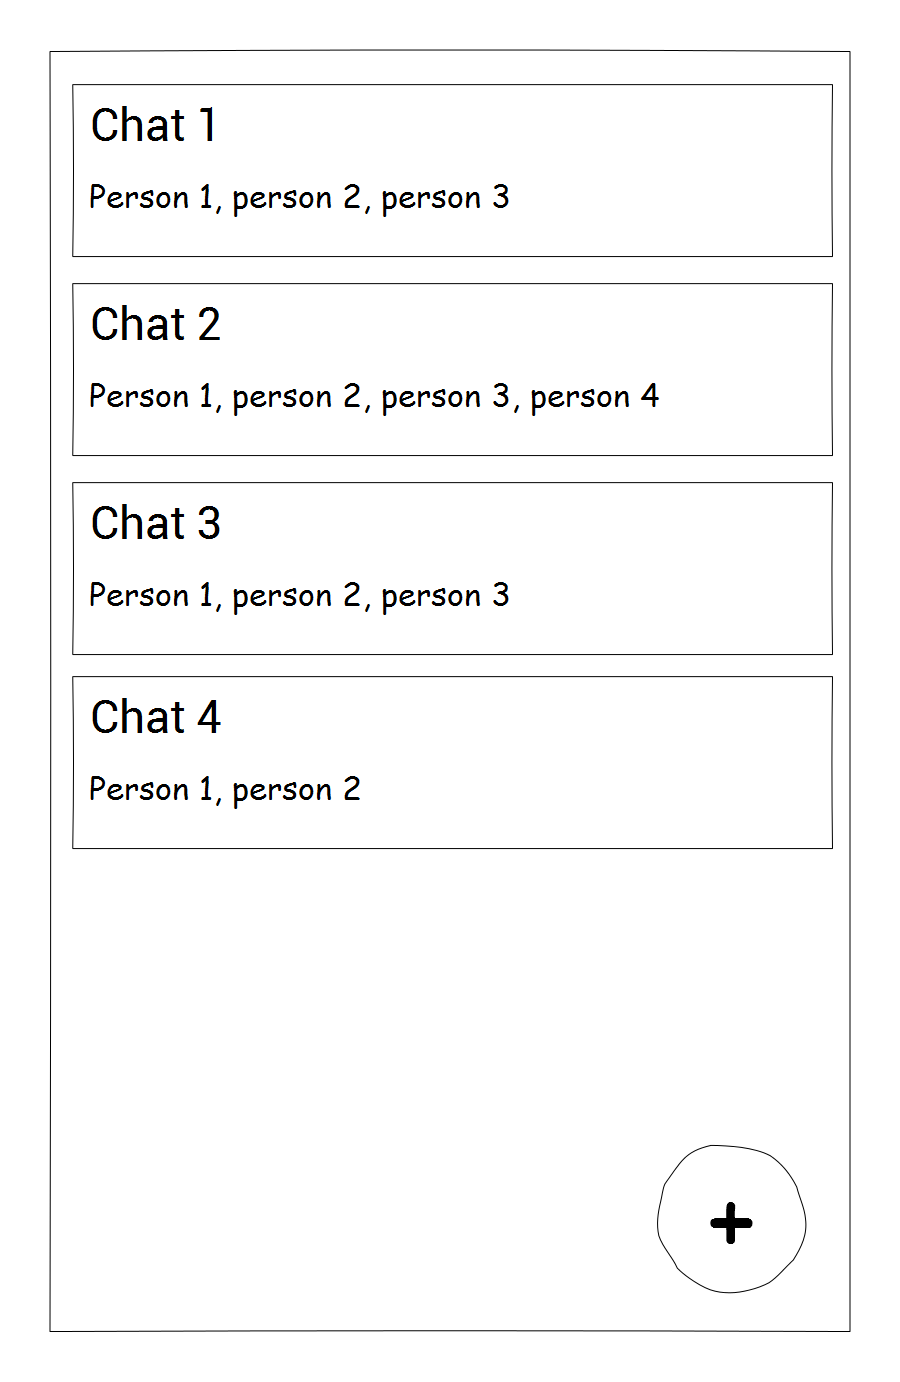 Chat 1
Person 1, person 2, person 3
Chat 2
Person 1, person 2, person 3, person 4
Chat 3
Person 1, person 2, person 3
Chat 4
Person 1, person 2
+